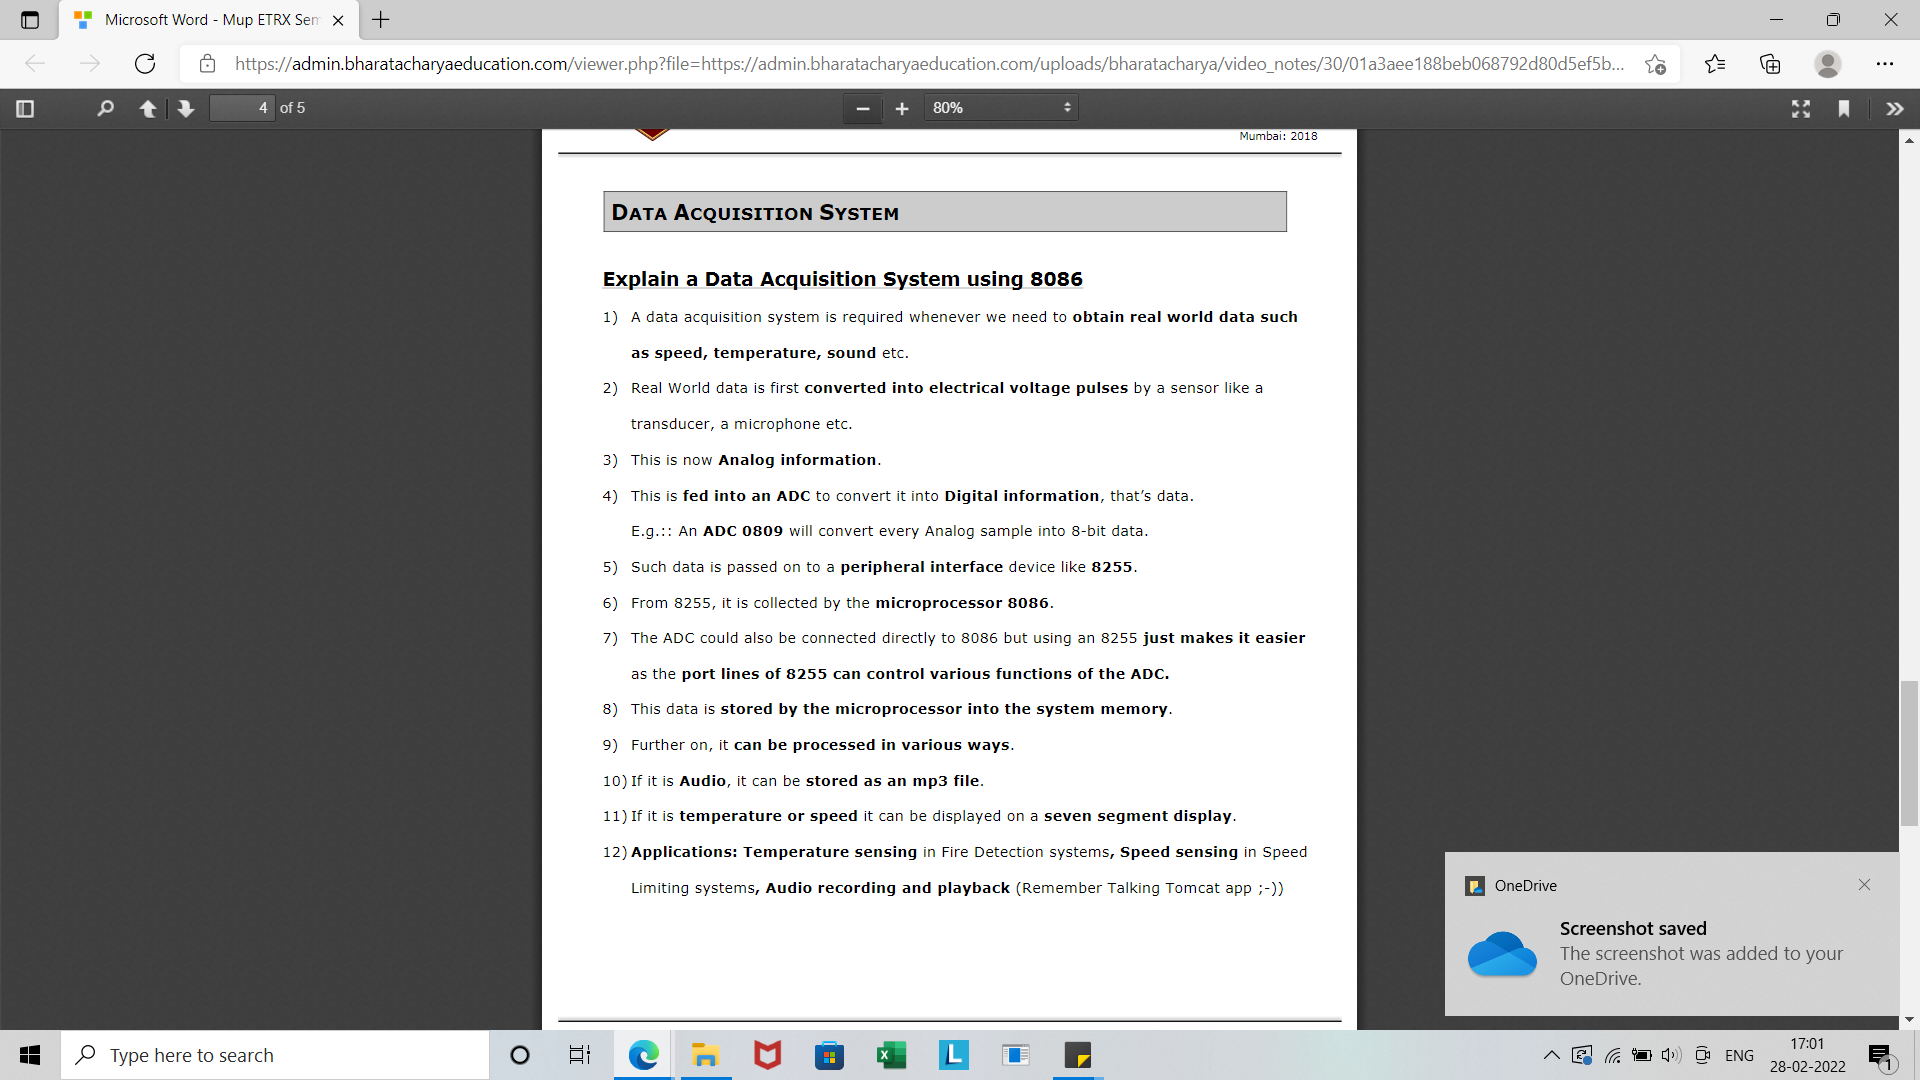 Microsoft Word - Mup ETRX Sem
https://admin.bharatacharyaeducation.com/viewer.php?file=https://admin.bharatacharyaeducation.com/uploads/bharatacharya/video_notes/30/01a3aee188beb068792d80d5ef5b...
4 of 5
80%
Mumbai: 2018
DATA ACQUISITION SYSTEM
Explain a Data Acquisition System using 8086
1) A data acquisition system is required whenever we need to obtain real world data such
as speed, temperature, sound etc.
2) Real World data is first converted into electrical voltage pulses by a sensor like a
transducer, a microphone etc.
3) This is now Analog information.
4) This is fed into an ADC to convert it into Digital information, that’s data.
E.g.:: An ADC 0809 will convert every Analog sample into 8-bit data.
5) Such data is passed on to a peripheral interface device like 8255.
6) From 8255, it is collected by the microprocessor 8086.
7) The ADC could also be connected directly to 8086 but using an 8255 just makes it easier
as the port lines of 8255 can control various functions of the ADC.
8) This data is stored by the microprocessor into the system memory.
9) Further on, it can be processed in various ways.
10) If it is Audio, it can be stored as an mp3 file.
11) If it is temperature or speed it can be displayed on a seven segment display.
12) Applications: Temperature sensing in Fire Detection systems, Speed sensing in Speed
Limiting systems, Audio recording and playback (Remember Talking Tomcat app ;-))
OneDrive
Screenshot saved
The screenshot was added to your
OneDrive.
Type here to search
L
ENG
17:01
28-02-2022
1